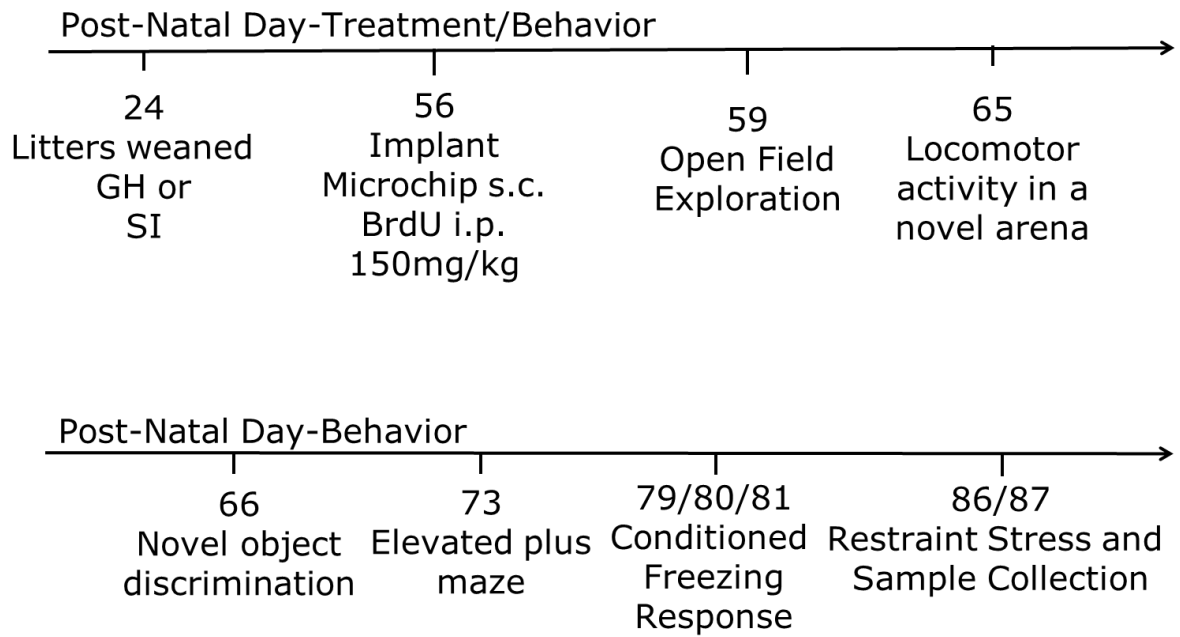 Post-Natal Day-Treatment/Behavior
24
Litters weaned
GH or
SI
56
Implant
Microchip s.c.
BrdU i.p.
150mg/kg
59
Open Field
Exploration
65
Locomotor
activity in a
novel arena
Post-Natal Day-Behavior
66
Novel object
discrimination
73
Elevated plus
maze
79/80/81
Conditioned
Freezing
Response
86/87
Restraint Stress and
Sample Collection